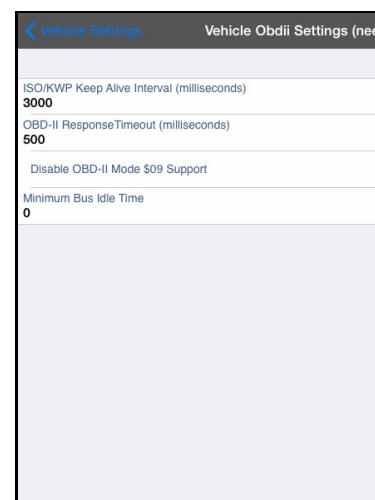 Vehicle Settings
Vehicle Obdii Settings (nee
ISO/KWP Keep Alive Interval (milliseconds)
3000
OBD-II ResponseTimeout (milliseconds)
500
Disable OBD-II Mode $09 Support
Minimum Bus Idle Time
0